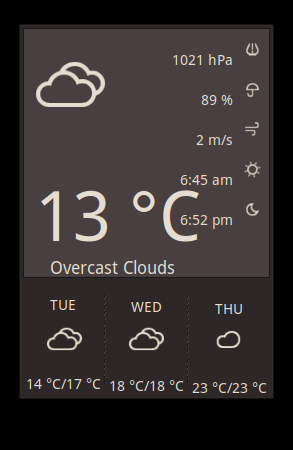 1021 hPa
89 %
2 m/s
6:45 am
13 °C
6:52 pm
Overcast Clouds
TUE
WED
THU
14 °C/17 °C
18 °C/18 °C
23 °C/23 °C